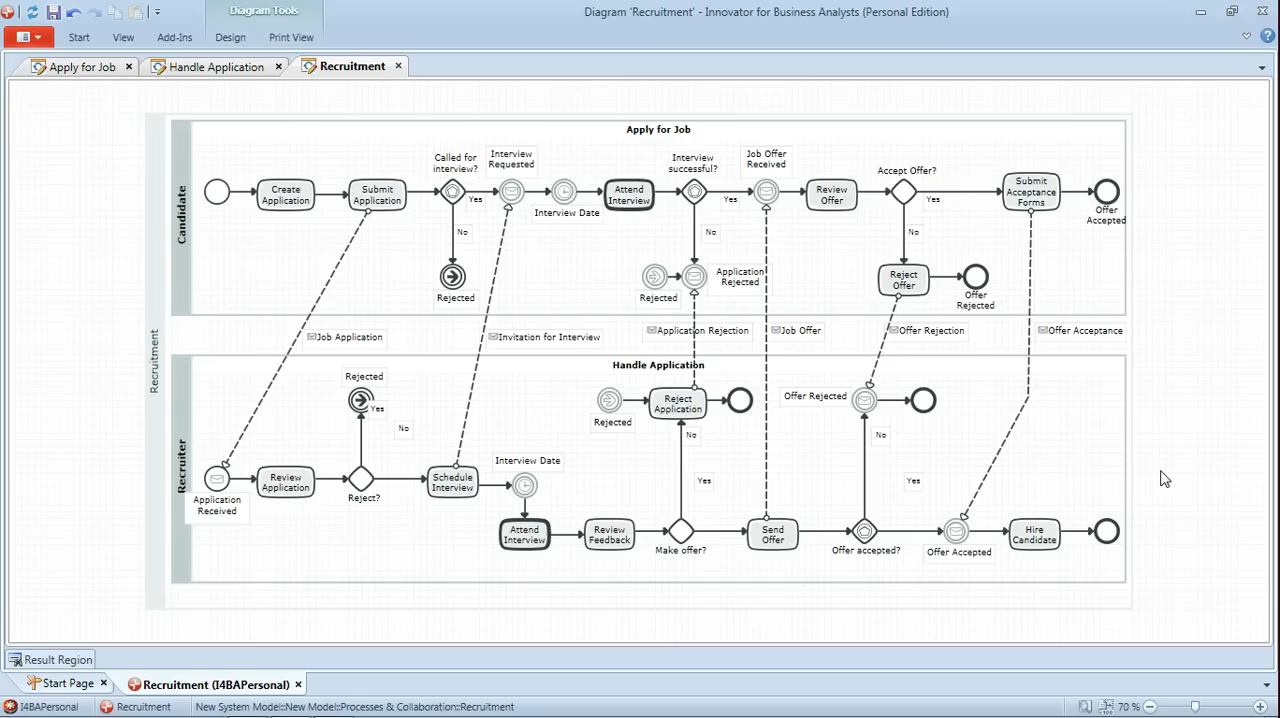 Diagram Tools
Diagram 'Recruitment' - Innovator for Business Analysts (Personal Edition)
Start View Add-Ins Design Print View
Apply for Job Handle Application Recruitment
Recruitment
Candidate
Apply for Job
Create
Application
Submit
Application
Called for
interview?
Yes
No
Rejected
Interview
Requested
Interview Date
Attend
Interview
Interview
successful?
Yes
No
Rejected
Application
Rejected
Job Offer
Received
Review
Offer
Accept Offer?
Yes
No
Reject
Offer
Offer
Rejected
Submit
Acceptance
Forms
Offer
Accepted
Job Application
Invitation for Interview
Application Rejection
Job Offer
Offer Rejection
Offer Acceptance
Recruiter
Handle Application
Application
Received
Review
Application
Rejected
Yes
No
Reject?
Schedule
Interview
Interview Date
Attend
Interview
Review
Feedback
Rejected
Reject
Application
No
Yes
Make offer?
Send
Offer
Offer Rejected
No
Yes
Offer accepted?
Offer Accepted
Hire
Candidate
Result Region
Start Page Recruitment (I4BAPersonal)
I4BAPersonal Recruitment New System Model::New Model::Processes & Collaboration::Recruitment 70 %